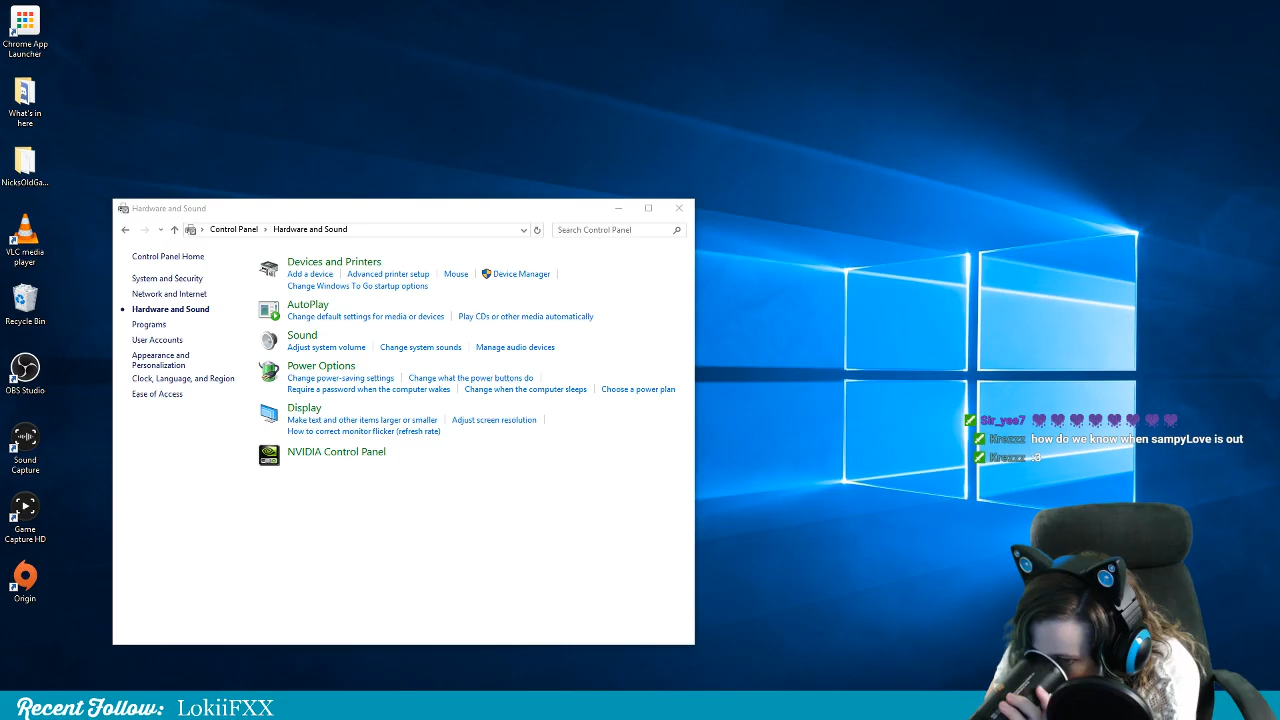 Chrome App
Launcher
What's in
here
NicksOldGa...
VLC media
player
Recycle Bin
OBS Studio
Sound
Capture
Game
Capture HD
Origin
Hardware and Sound
Control Panel > Hardware and Sound
Search Control Panel
Control Panel Home
System and Security
Network and Internet
Hardware and Sound
Programs
User Accounts
Appearance and
Personalization
Clock, Language, and Region
Ease of Access
Devices and Printers
Add a device Advanced printer setup Mouse Device Manager
Change Windows To Go startup options
AutoPlay
Change default settings for media or devices Play CDs or other media automatically
Sound
Adjust system volume Change system sounds Manage audio devices
Power Options
Change power-saving settings Change what the power buttons do
Require a password when the computer wakes Change when the computer sleeps Choose a power plan
Display
Make text and other items larger or smaller Adjust screen resolution
How to correct monitor flicker (refresh rate)
NVIDIA Control Panel
Sir_yee7
Krezzz how do we know when sampyLove is out
Krezzz :3
Recent Follow: LokiiFXX